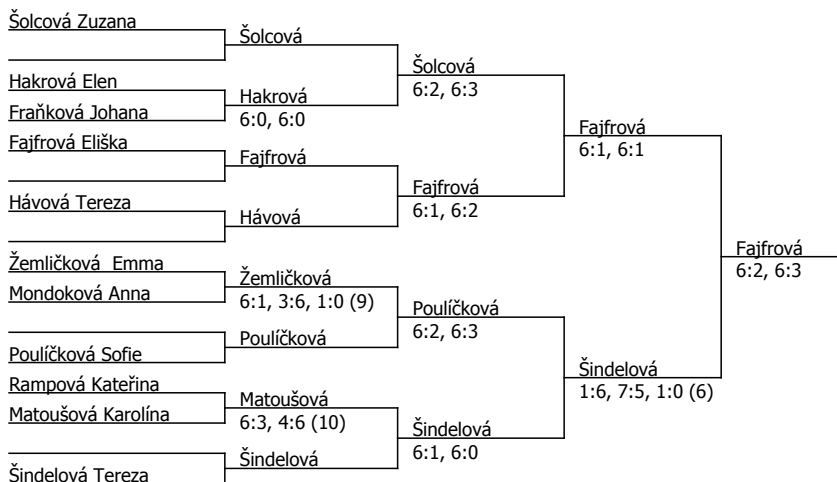 Šolcová Zuzana
Hakrová Elen
Fraňková Johana
Fajfrová Eliška
Hávová Tereza
Žemličková  Emma
Mondoková Anna
Poulíčková Sofie
Rampová Kateřina
Matoušová Karolína
Šindelová Tereza
Šolcová
Hakrová
6:0, 6:0
Fajfrová
Hávová
Žemličková
6:1, 3:6, 1:0 (9)
Poulíčková
Matoušová
6:3, 4:6 (10)
Šindelová
Šolcová
6:2, 6:3
Fajfrová
6:1, 6:2
Poulíčková
6:2, 6:3
Šindelová
6:1, 6:0
Fajfrová
6:1, 6:1
Šindelová
1:6, 7:5, 1:0 (6)
Fajfrová
6:2, 6:3